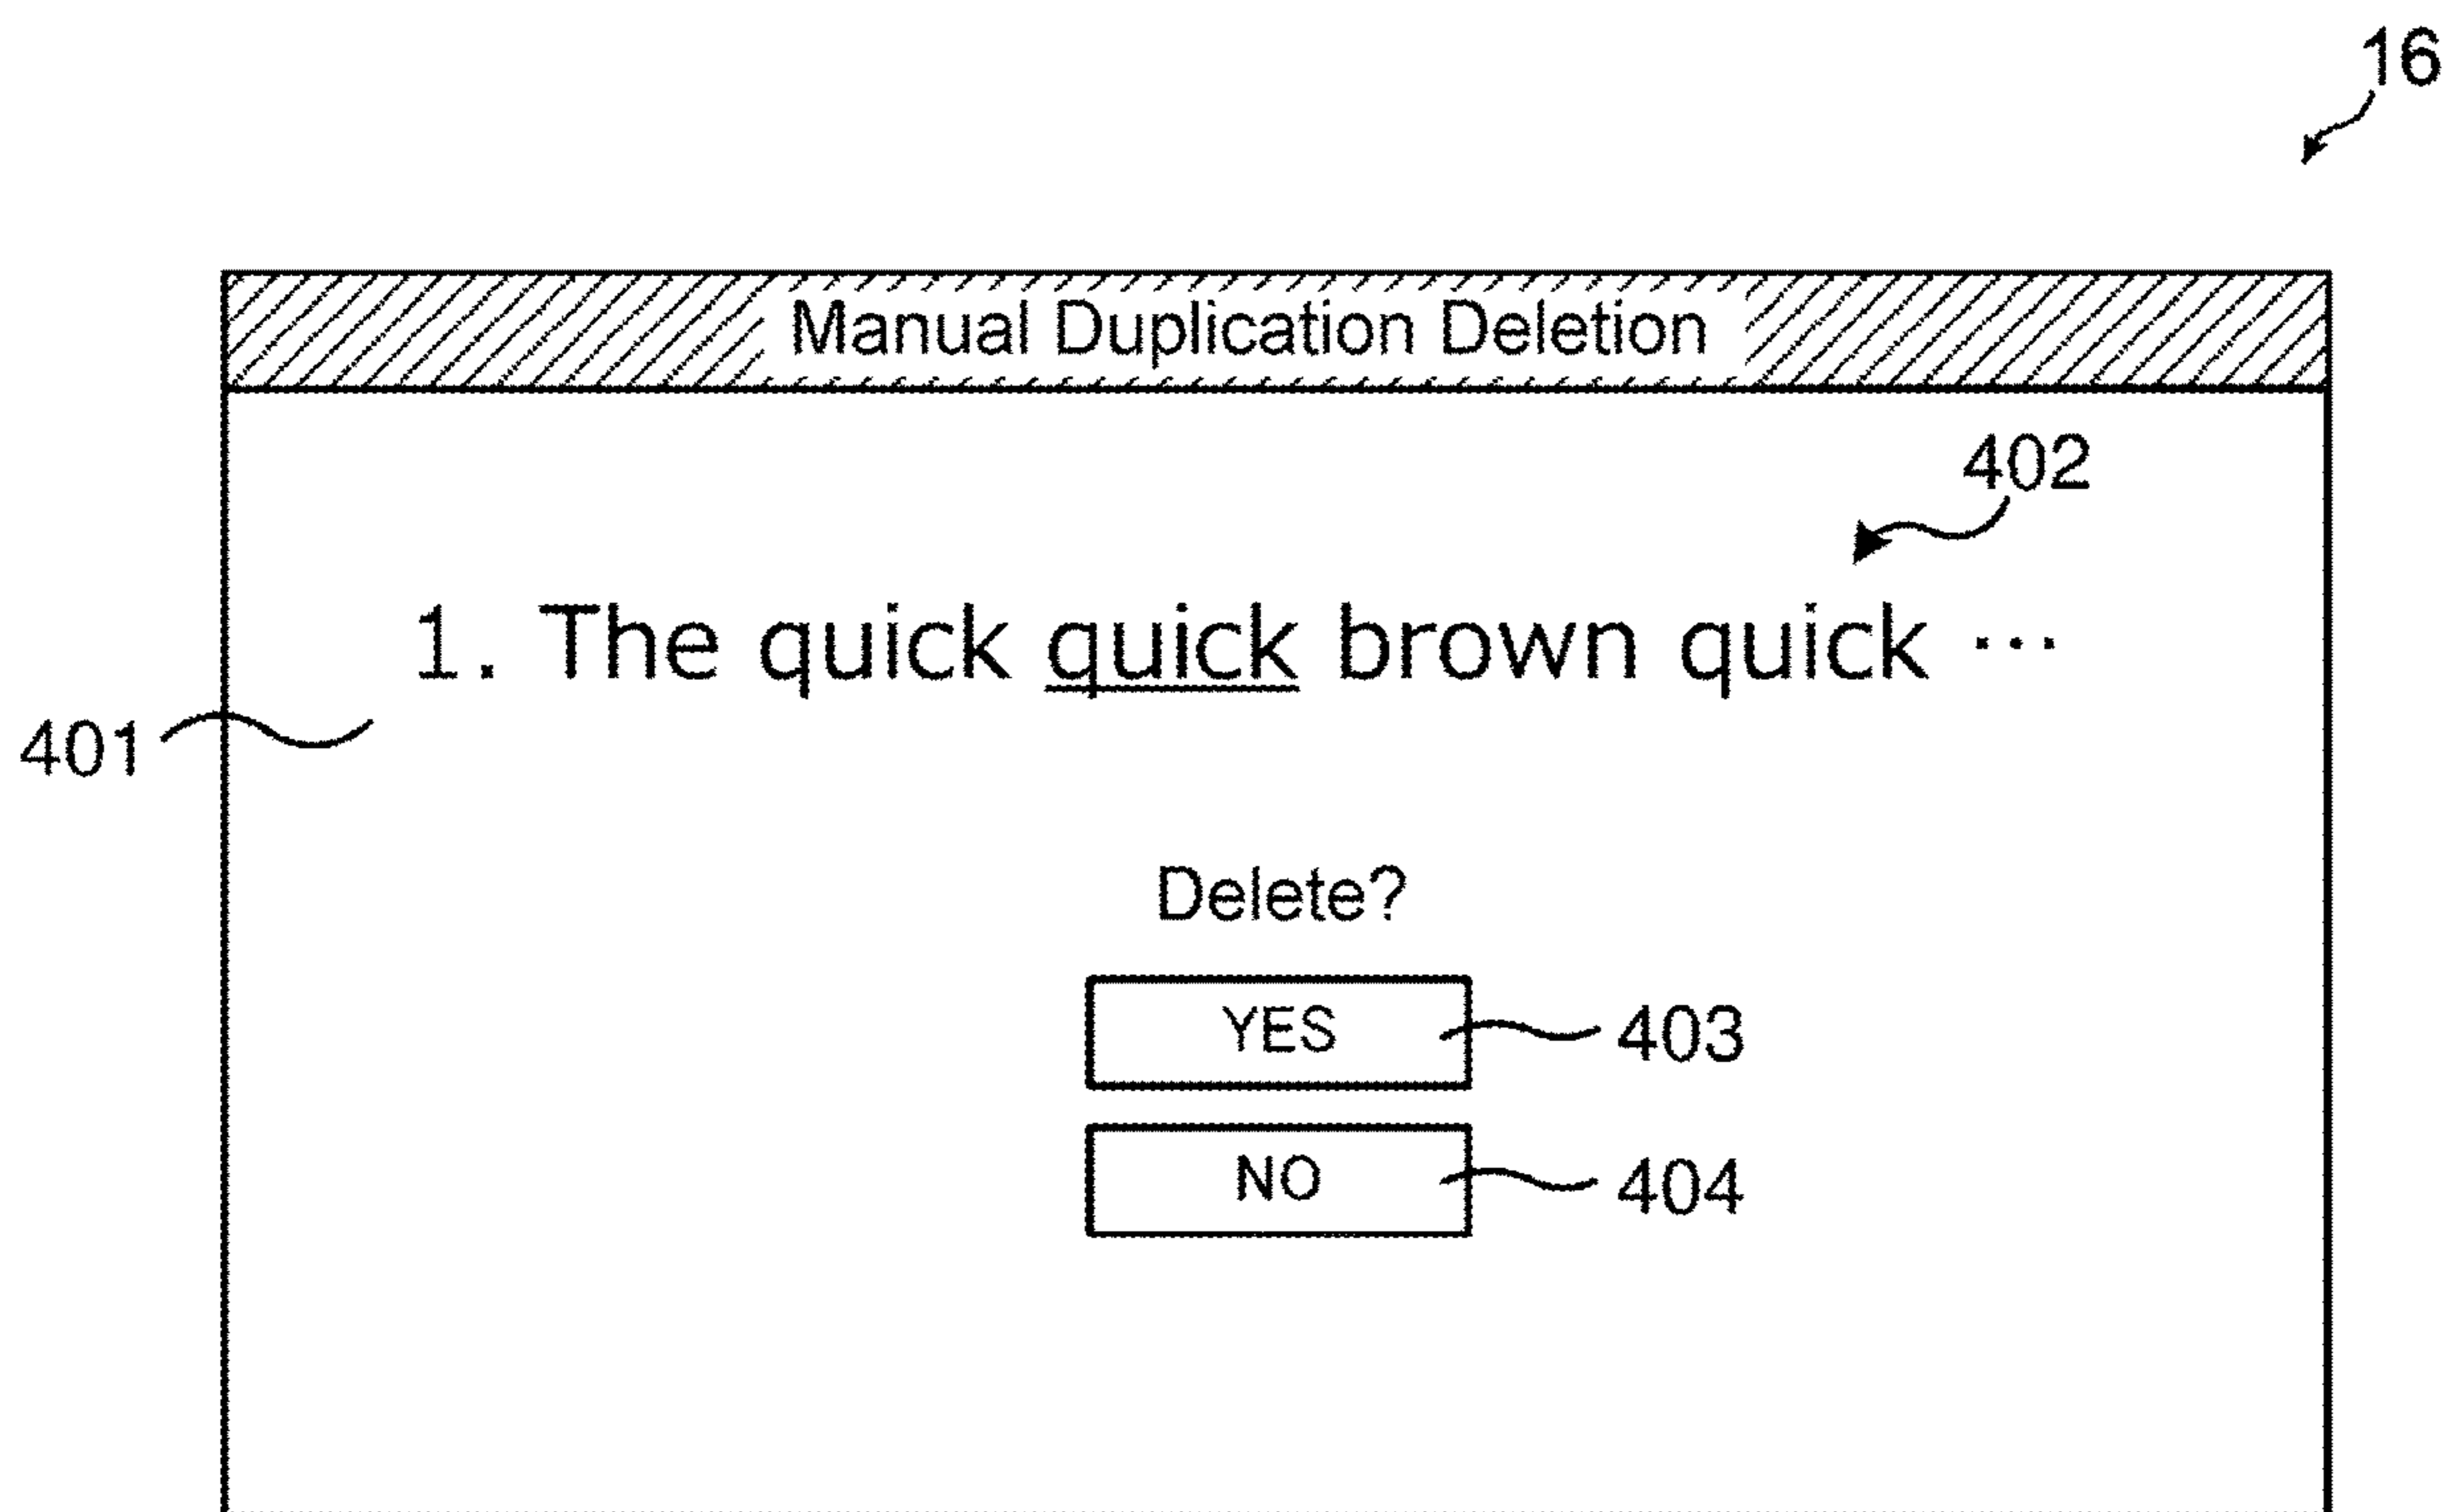 16
Manual Duplication Deletion
402
1. The quick quick brown quick ···
401
Delete?
YES 403
NO 404